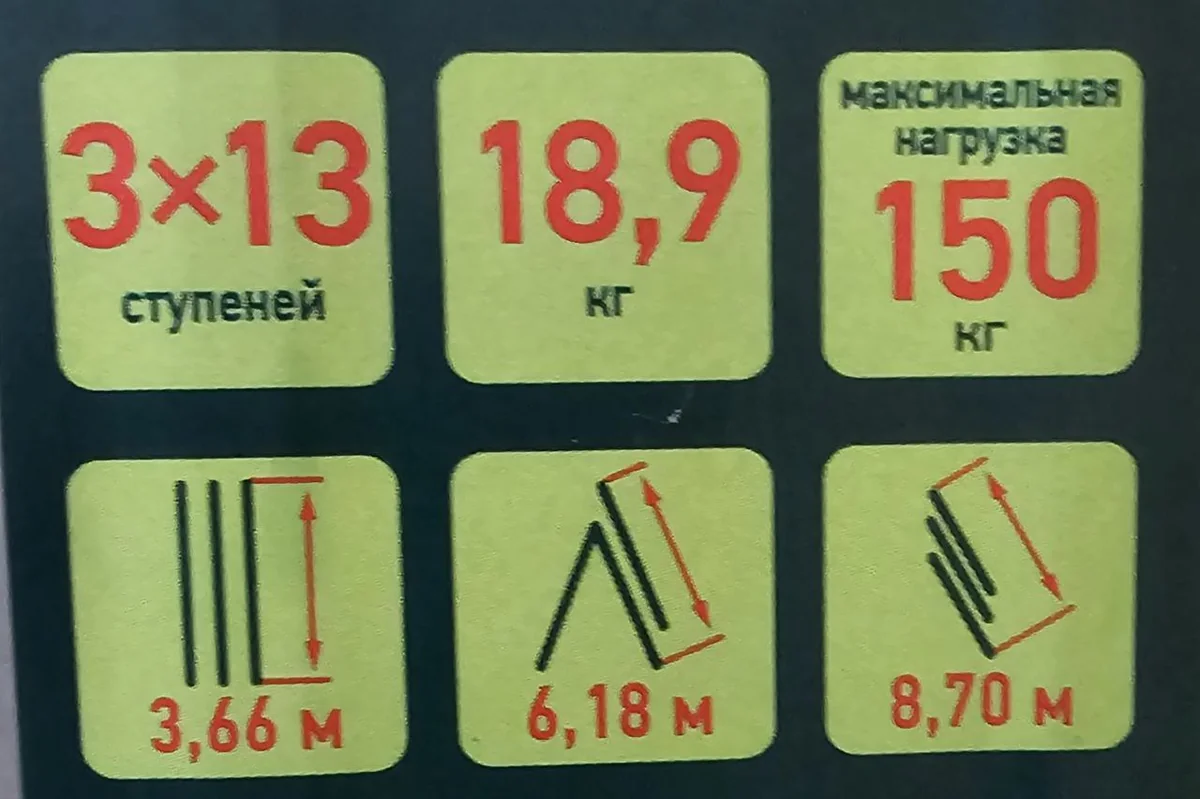 3×13
ступеней
18,9
кг
максимальная
нагрузка
150
кг
3,66 м
6,18 м
8,70 м